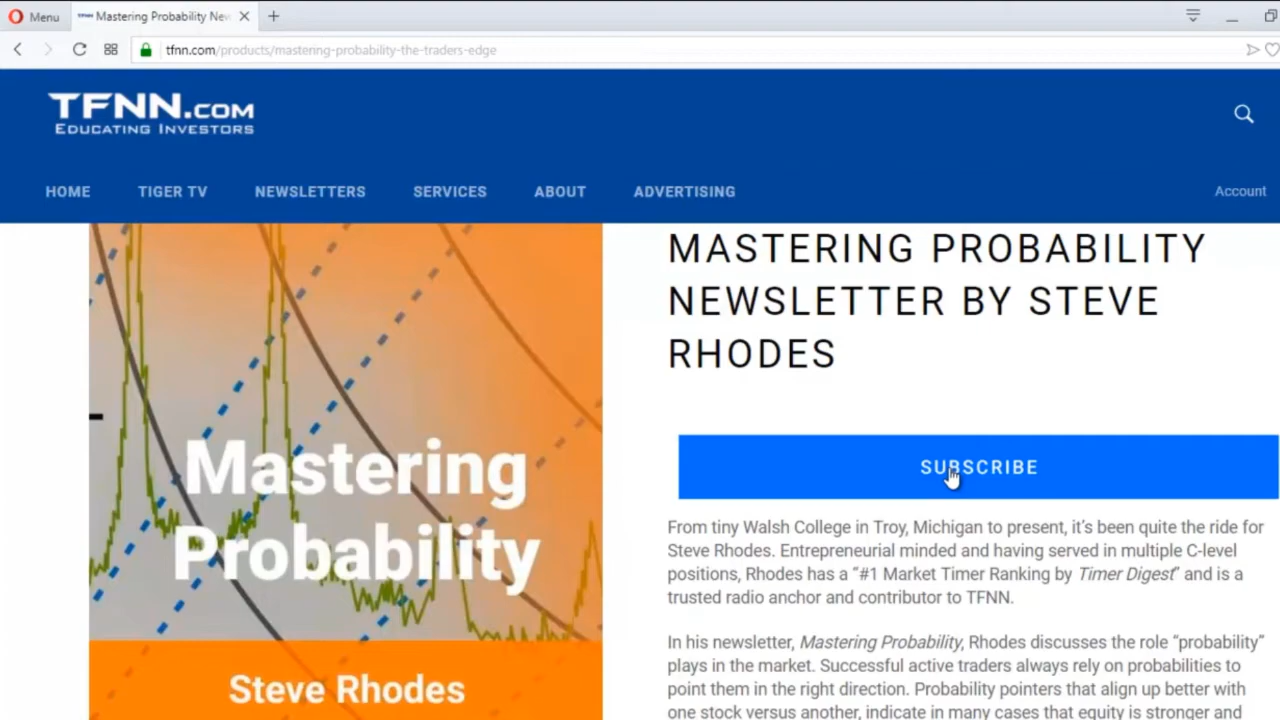 Menu
Mastering Probability New
tfnn.com/products/mastering-probability-the-traders-edge
TFNN.COM
EDUCATING INVESTORS
HOME TIGER TV NEWSLETTERS SERVICES ABOUT ADVERTISING Account
Mastering
Probability
Steve Rhodes
MASTERING PROBABILITY
NEWSLETTER BY STEVE
RHODES
SUBSCRIBE
From tiny Walsh College in Troy, Michigan to present, it’s been quite the ride for
Steve Rhodes. Entrepreneurial minded and having served in multiple C-level
positions, Rhodes has a “#1 Market Timer Ranking by Timer Digest” and is a
trusted radio anchor and contributor to TFNN.
In his newsletter, Mastering Probability, Rhodes discusses the role “probability”
plays in the market. Successful active traders always rely on probabilities to
point them in the right direction. Probability pointers that align up better with
one stock versus another, indicate in many cases that equity is stronger and